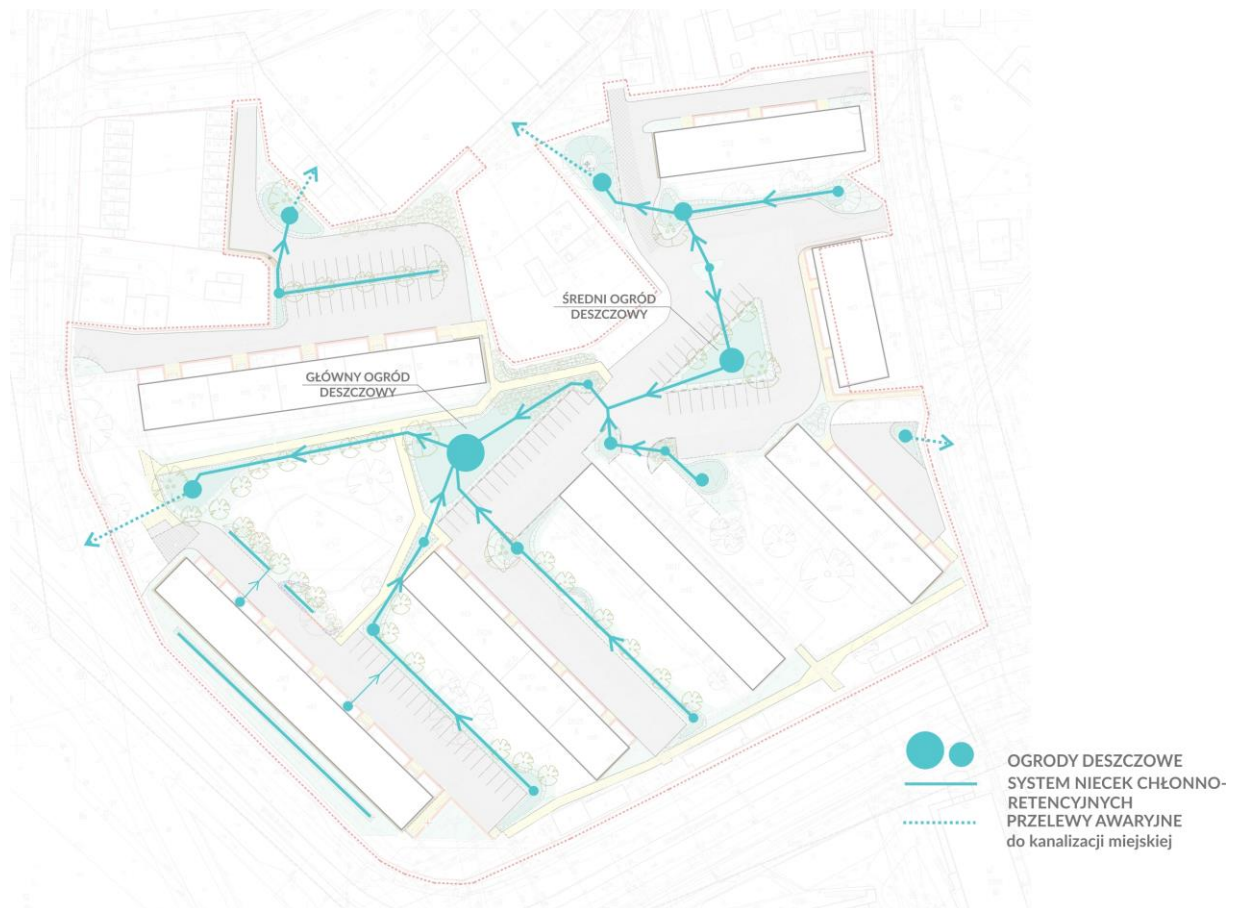 ŚREDNI OGRÓD
DESZCZOWY
GŁÓWNY OGRÓD
DESZCZOWY
OGRODY DESZCZOWE
SYSTEM NIECEK CHŁONNO-
RETENCYJNYCH
PRZELEWY AWARYJNE
do kanalizacji miejskiej